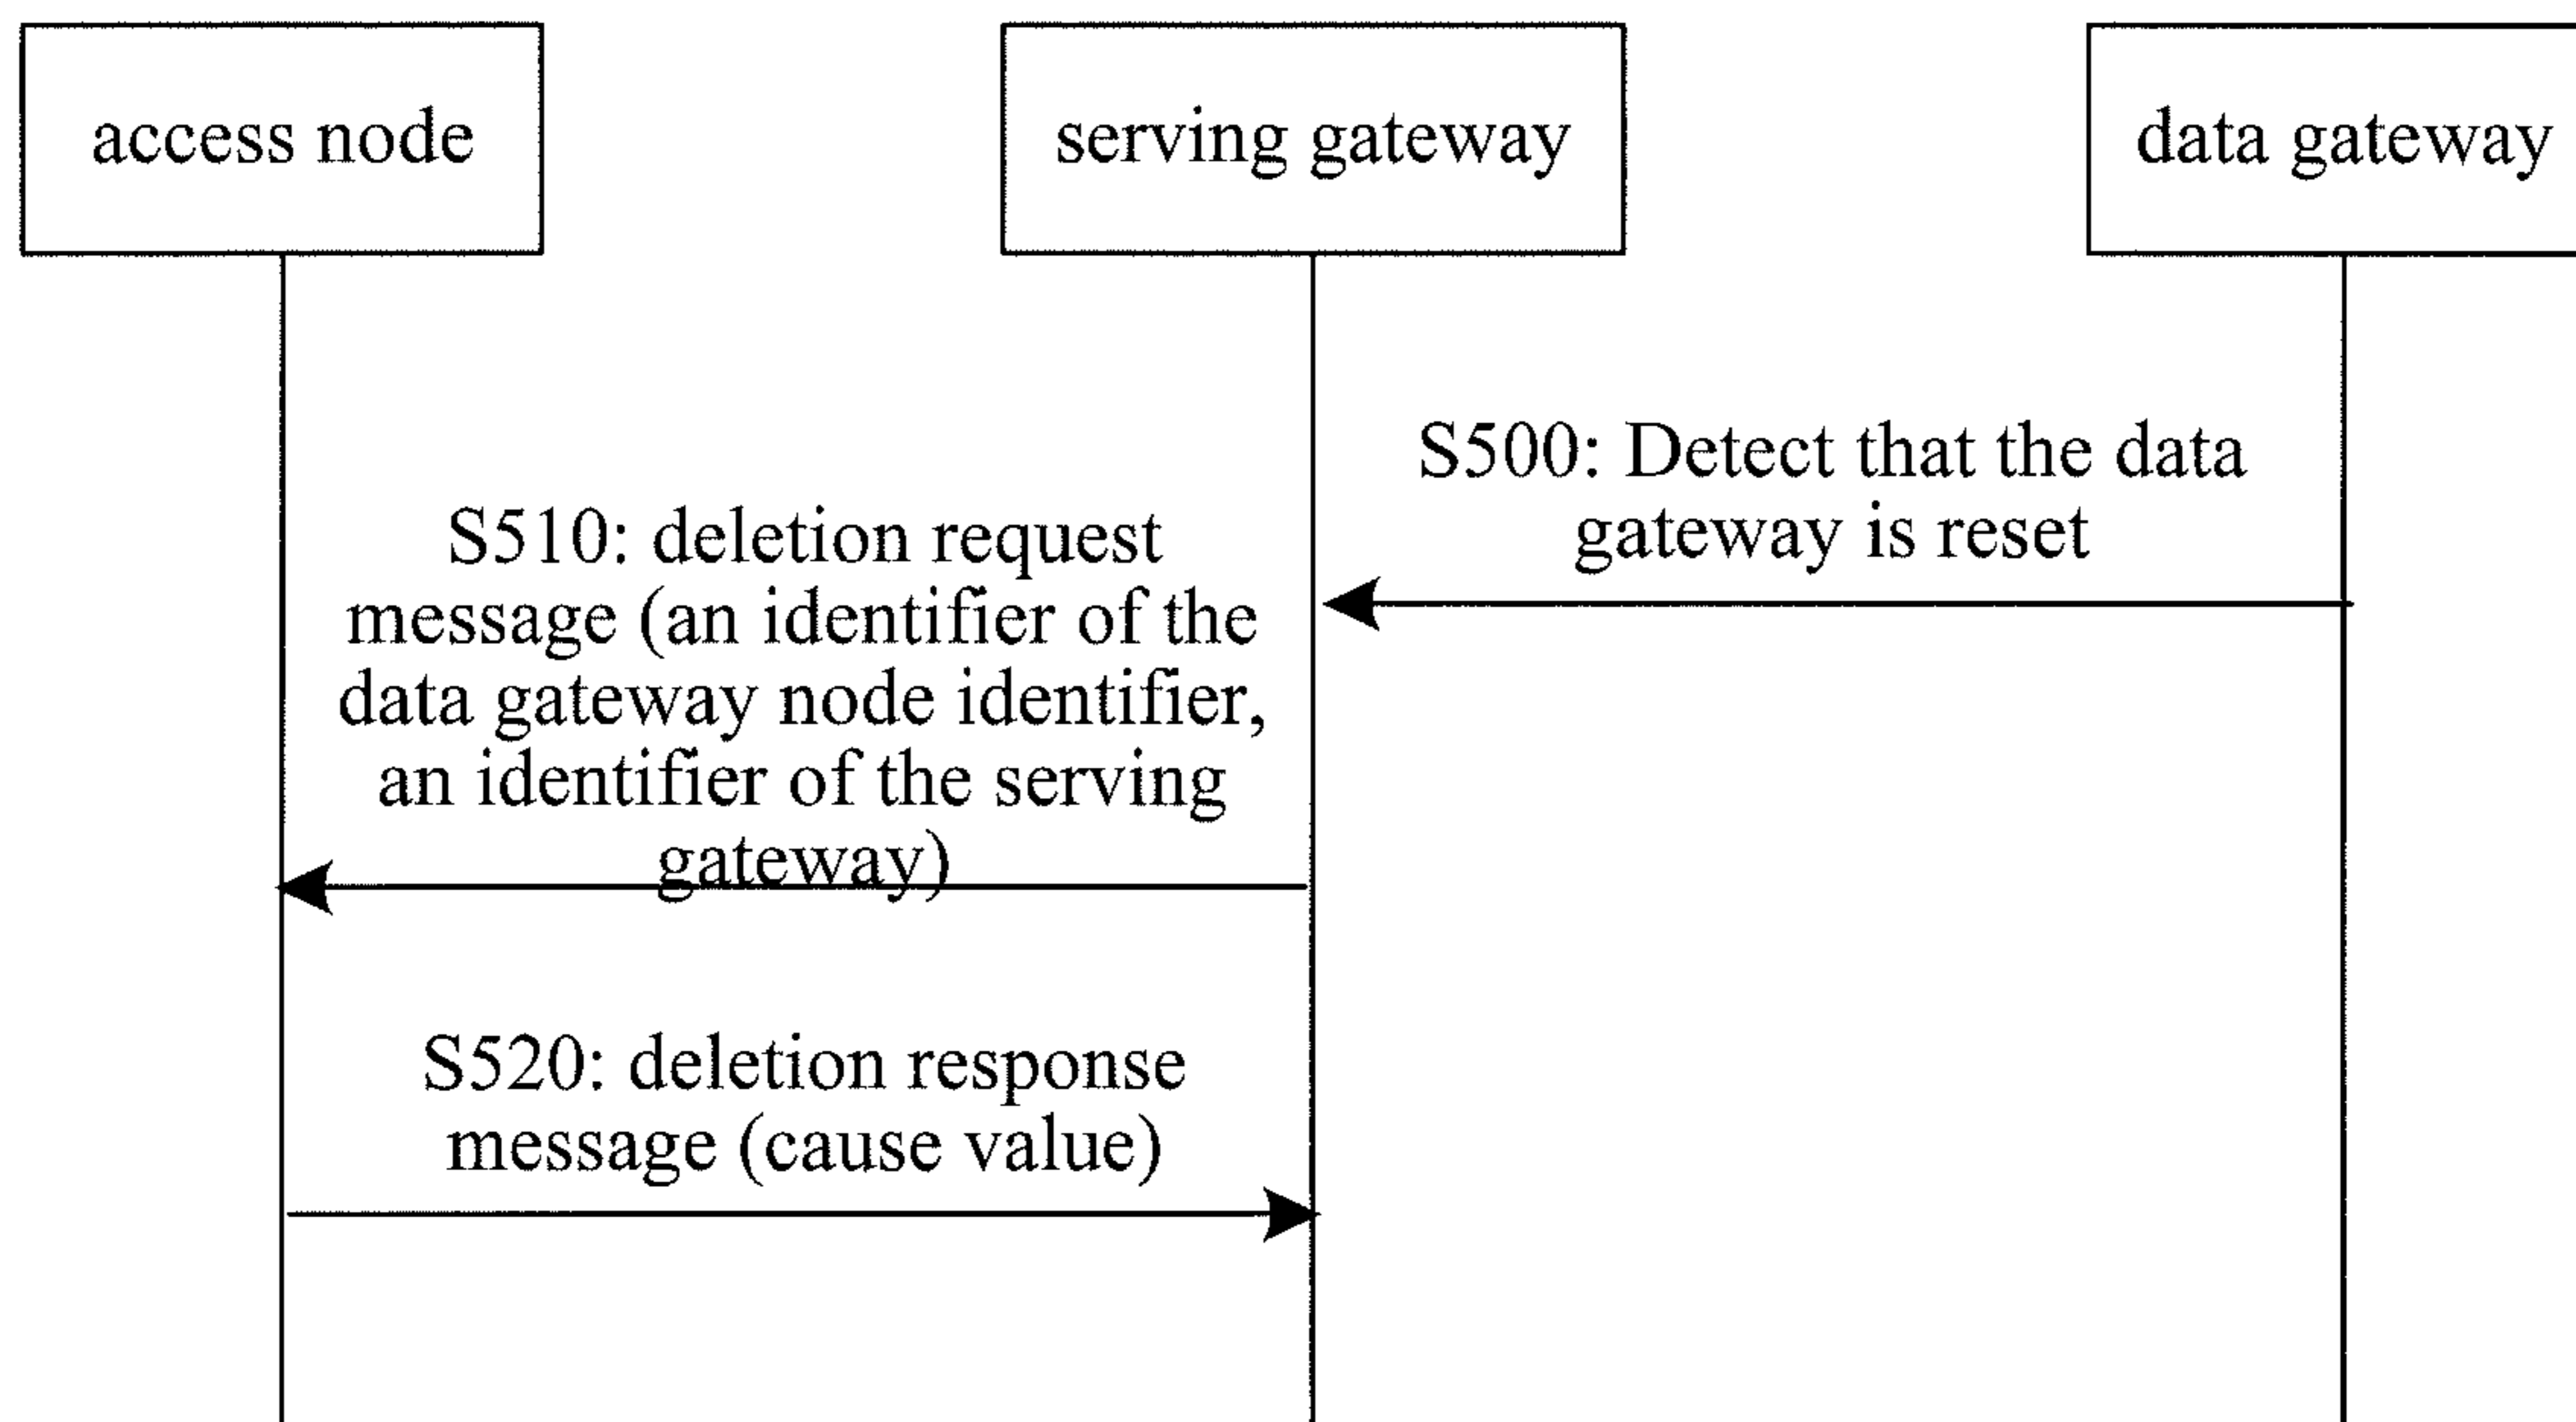 access node
serving gateway
data gateway
S500: Detect that the data
gateway is reset
S510: deletion request
message (an identifier of the
data gateway node identifier,
an identifier of the serving
gateway)
S520: deletion response
message (cause value)